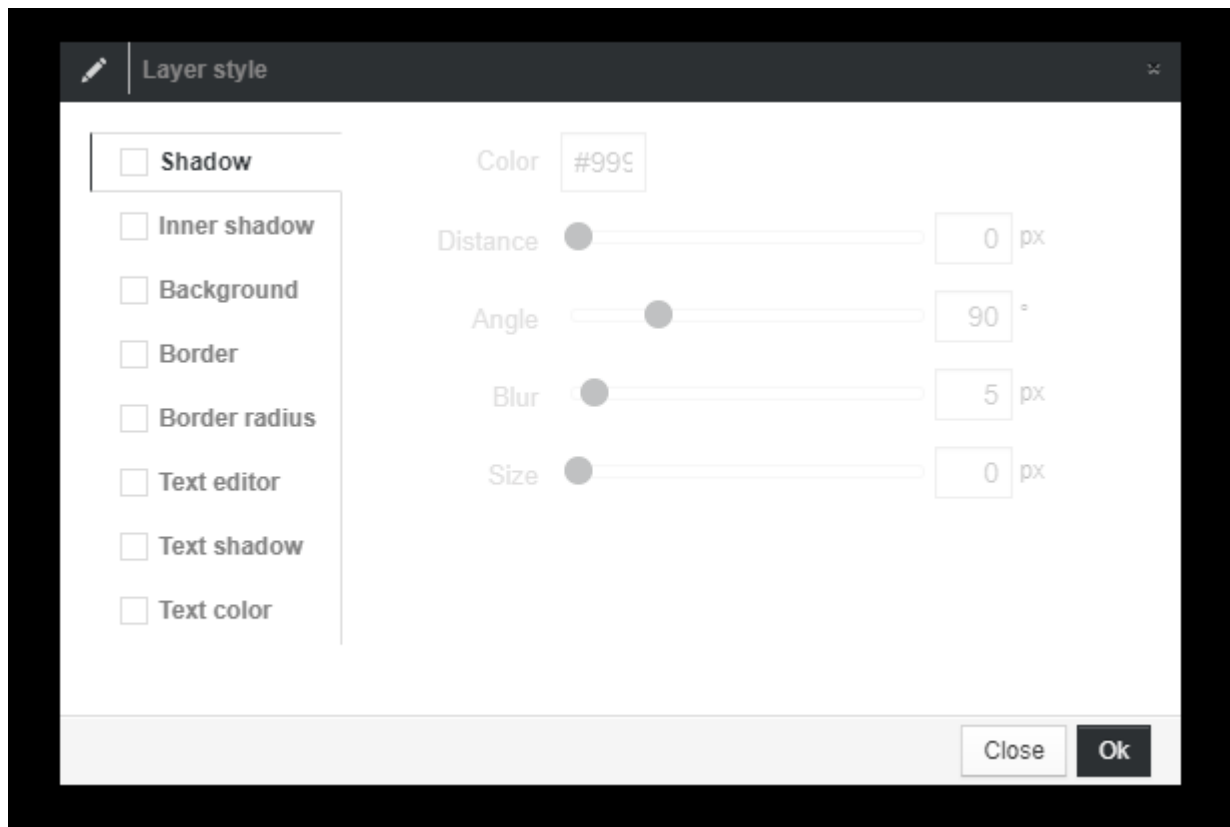 Layer style
Shadow
Color #999
Inner shadow
Distance 0 px
Background
Angle 90 °
Border
Blur 5 px
Border radius
Size 0 px
Text editor
Text shadow
Text color
Close Ok